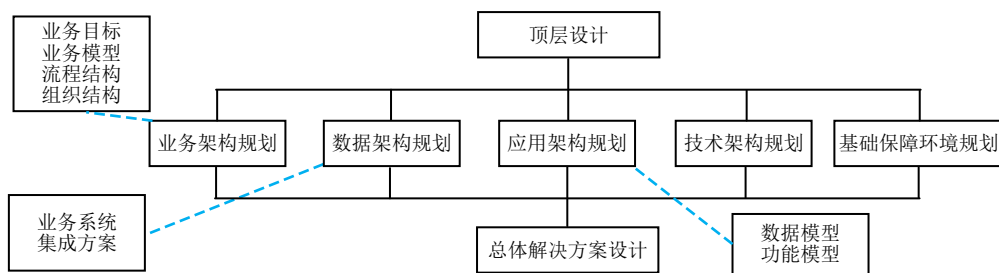 业务目标
业务模型
流程结构
组织结构
顶层设计
业务架构规划
数据架构规划
应用架构规划
技术架构规划
基础保障环境规划
业务系统
集成方案
总体解决方案设计
数据模型
功能模型